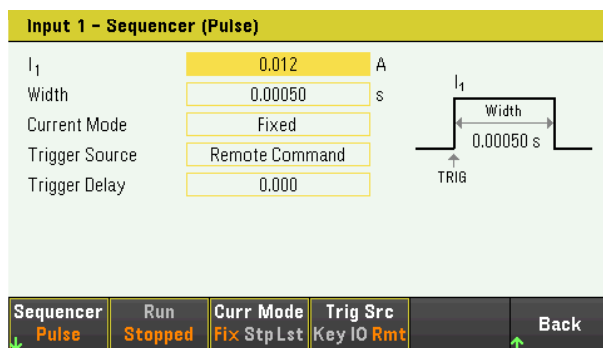 Input 1 – Sequencer (Pulse)
I1 0.012 A
Width 0.00050 s
Current Mode Fixed
Trigger Source Remote Command
Trigger Delay 0.000
I1
Width
0.00050 s
TRIG
Sequencer Run Curr Mode Trig Src
Pulse Stopped Fix Stp Lst Key IO Rmt Back